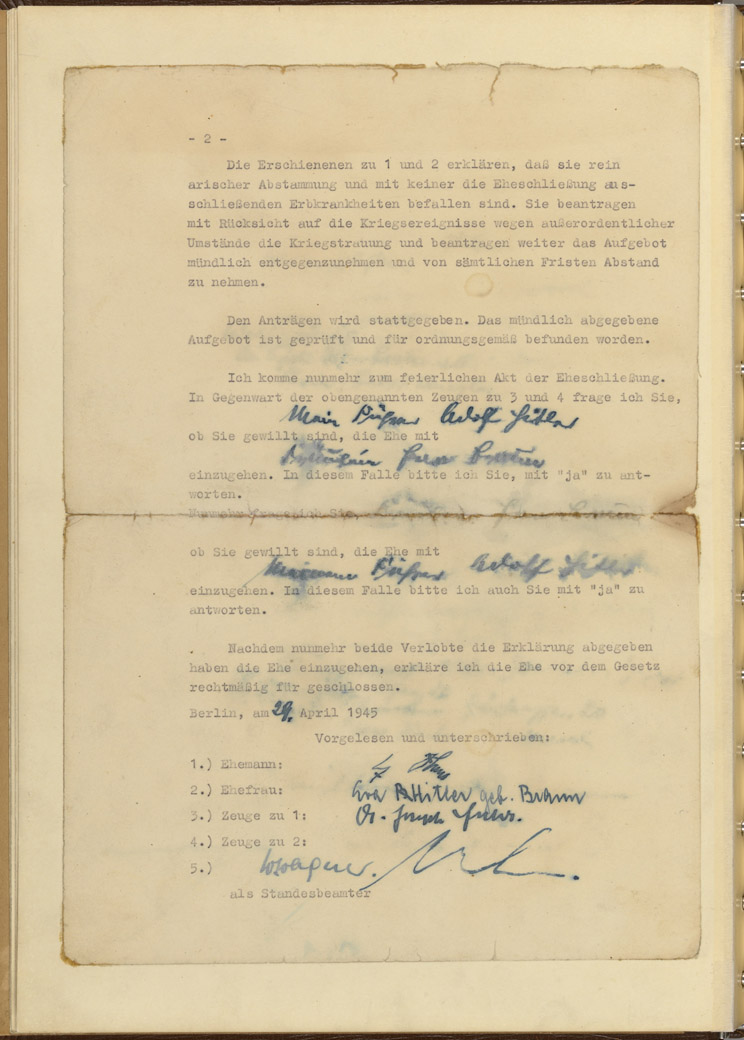 - 2 -
Die Erschienenen zu 1 und 2 erklären, daß sie rein
arischer Abstammung und mit keiner die Eheschließung aus-
schließenden Erbkrankheiten befallen sind. Sie beantragen
mit Rücksicht auf die Kriegsereignisse wegen außerordentlicher
Umstände die Kriegstrauung und beantragen weiter das Aufgebot
mündlich entgegenzunehmen und von sämtlichen Fristen Abstand
zu nehmen.
Den Anträgen wird stattgegeben. Das mündlich abgegebene
Aufgebot ist geprüft und für ordnungsgemäß befunden worden.
Ich komme nunmehr zum feierlichen Akt der Eheschließung.
In Gegenwart der obengenannten Zeugen zu 3 und 4 frage ich Sie,
Mein Führer Adolf Hitler
ob Sie gewillt sind, die Ehe mit
Fräulein Eva Braun
einzugehen. In diesem Falle bitte ich Sie, mit "ja" zu ant-
worten.
Nunmehr frage ich Sie,
ob Sie gewillt sind, die Ehe mit
Meinem Führer Adolf Hitler
einzugehen. In diesem Falle bitte ich auch Sie mit "ja" zu
antworten.
Nachdem nunmehr beide Verlobte die Erklärung abgegeben
haben die Ehe einzugehen, erkläre ich die Ehe vor dem Gesetz
rechtmäßig für geschlossen.
Berlin, am 29. April 1945
Vorgelesen und unterschrieben:
1.) Ehemann:
2.) Ehefrau: Eva B Hitler geb. Braun
3.) Zeuge zu 1: Dr.
4.) Zeuge zu 2:
5.) Wagner.
als Standesbeamter